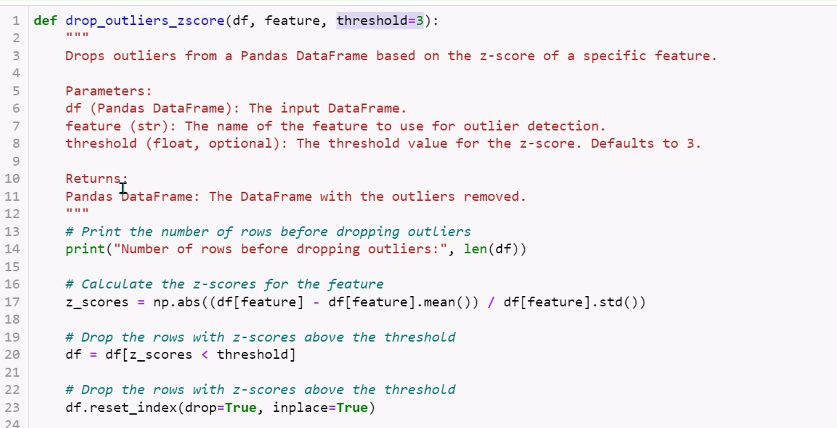 1 def drop_outliers_zscore(df, feature, threshold=3):
2 """
3 Drops outliers from a Pandas DataFrame based on the z-score of a specific feature.
4
5 Parameters:
6 df (Pandas DataFrame): The input DataFrame.
7 feature (str): The name of the feature to use for outlier detection.
8 threshold (float, optional): The threshold value for the z-score. Defaults to 3.
9
10 Returns:
11 Pandas DataFrame: The DataFrame with the outliers removed.
12 """
13 # Print the number of rows before dropping outliers
14 print("Number of rows before dropping outliers:", len(df))
15
16 # Calculate the z-scores for the feature
17 z_scores = np.abs((df[feature] - df[feature].mean()) / df[feature].std())
18
19 # Drop the rows with z-scores above the threshold
20 df = df[z_scores < threshold]
21
22 # Drop the rows with z-scores above the threshold
23 df.reset_index(drop=True, inplace=True)
24